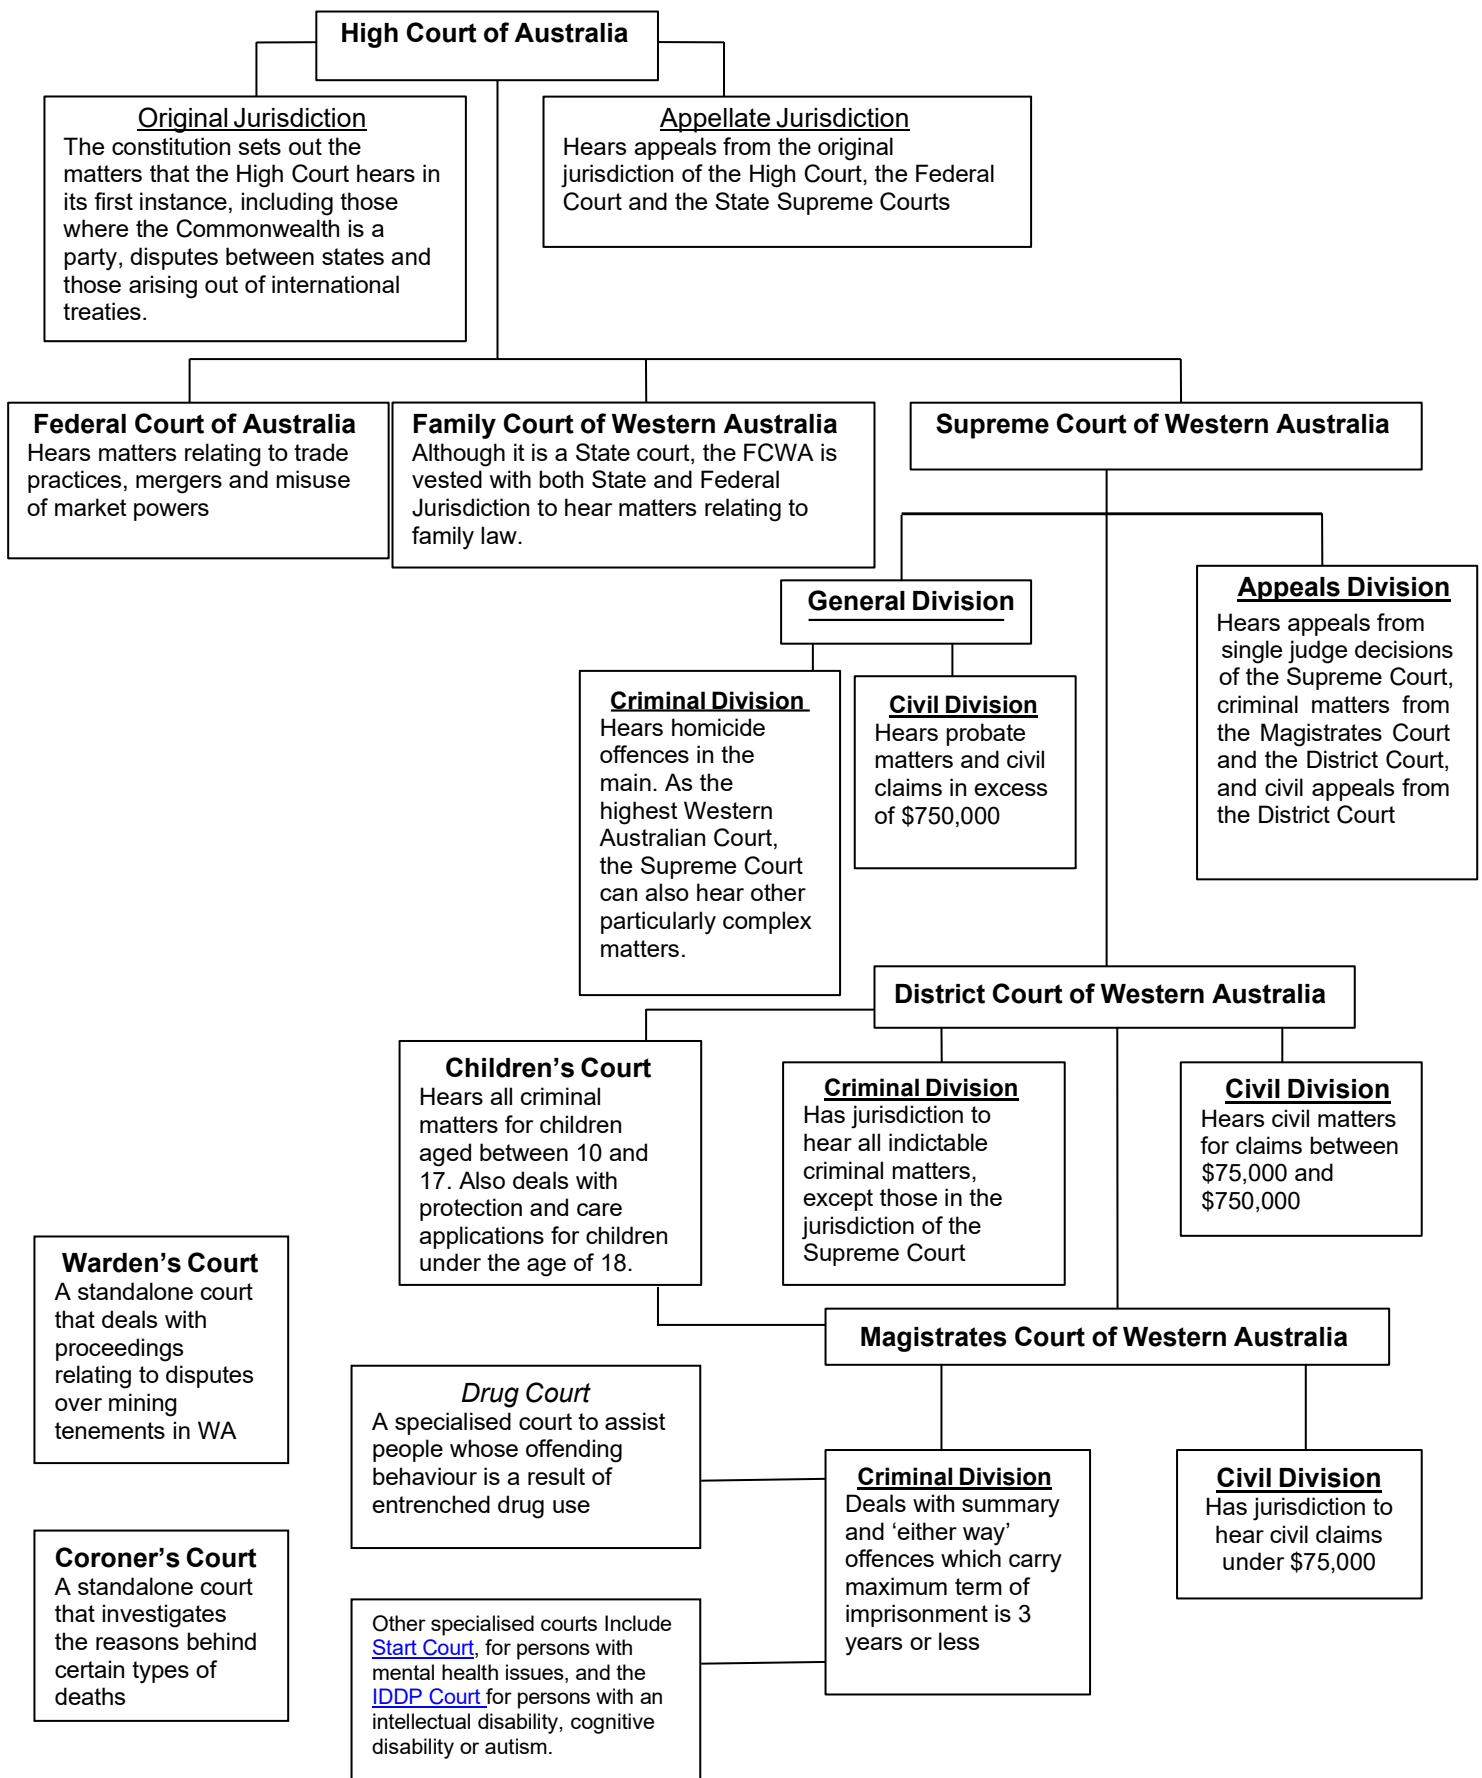 High Court of Australia
Original Jurisdiction
The constitution sets out the
matters that the High Court hears in
its first instance, including those
where the Commonwealth is a
party, disputes between states and
those arising out of international
treaties.
Appellate Jurisdiction
Hears appeals from the original
jurisdiction of the High Court, the Federal
Court and the State Supreme Courts
Federal Court of Australia
Hears matters relating to trade
practices, mergers and misuse
of market powers
Family Court of Western Australia
Although it is a State court, the FCWA is
vested with both State and Federal
Jurisdiction to hear matters relating to
family law.
Supreme Court of Western Australia
General Division
Appeals Division
Hears appeals from
single judge decisions
of the Supreme Court,
criminal matters from
the Magistrates Court
and the District Court,
and civil appeals from
the District Court
Criminal Division
Hears homicide
offences in the
main. As the
highest Western
Australian Court,
the Supreme Court
can also hear other
particularly complex
matters.
Civil Division
Hears probate
matters and civil
claims in excess
of $750,000
District Court of Western Australia
Children’s Court
Hears all criminal
matters for children
aged between 10 and
17. Also deals with
protection and care
applications for children
under the age of 18.
Criminal Division
Has jurisdiction to
hear all indictable
criminal matters,
except those in the
jurisdiction of the
Supreme Court
Civil Division
Hears civil matters
for claims between
$75,000 and
$750,000
Warden’s Court
A standalone court
that deals with
proceedings
relating to disputes
over mining
tenements in WA
Magistrates Court of Western Australia
Drug Court
A specialised court to assist
people whose offending
behaviour is a result of
entrenched drug use
Criminal Division
Deals with summary
and ‘either way’
offences which carry
maximum term of
imprisonment is 3
years or less
Civil Division
Has jurisdiction to
hear civil claims
under $75,000
Coroner’s Court
A standalone court
that investigates
the reasons behind
certain types of
deaths
Other specialised courts Include
Start Court, for persons with
mental health issues, and the
IDDP Court for persons with an
intellectual disability, cognitive
disability or autism.